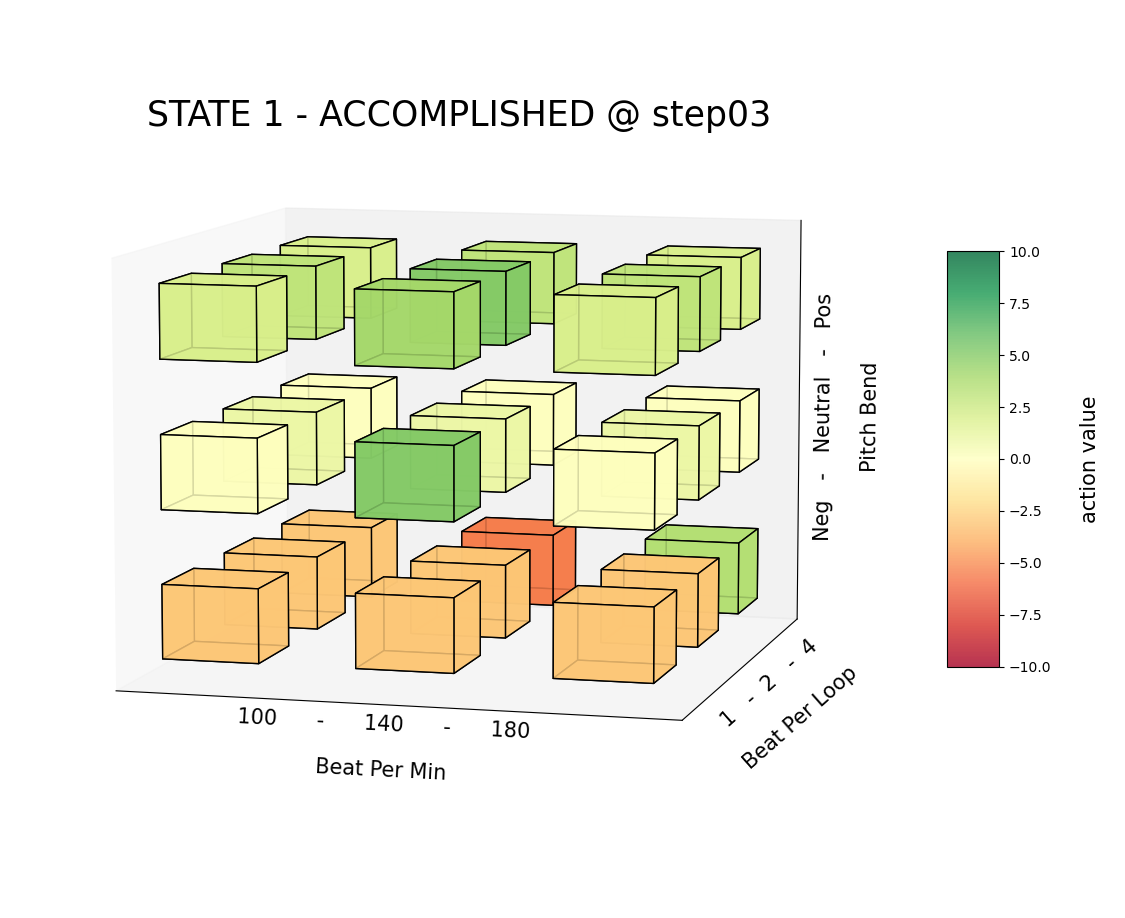 STATE 1 - ACCOMPLISHED @ step03
Neg - Neutral - Pos
Pitch Bend
100 - 140 - 180
Beat Per Min
1 - 2 - 4
Beat Per Loop
10.0
7.5
5.0
2.5
0.0
−2.5
−5.0
−7.5
−10.0
action value